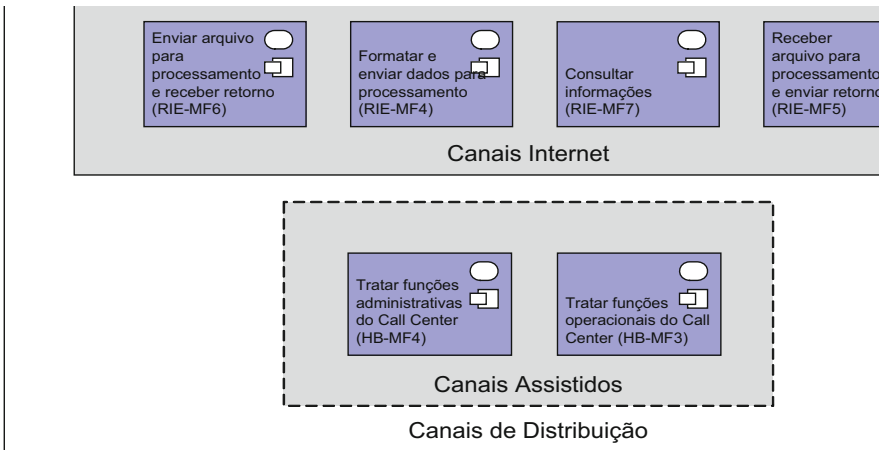 Enviar arquivo
para
processamento
e receber retorno
(RIE-MF6)
Formatar e
enviar dados para
processamento
(RIE-MF4)
Consultar
informações
(RIE-MF7)
Receber
arquivo para
processamento
e enviar retorno
(RIE-MF5)
Canais Internet
Tratar funções
administrativas
do Call Center
(HB-MF4)
Tratar funções
operacionais do Call
Center (HB-MF3)
Canais Assistidos
Canais de Distribuição